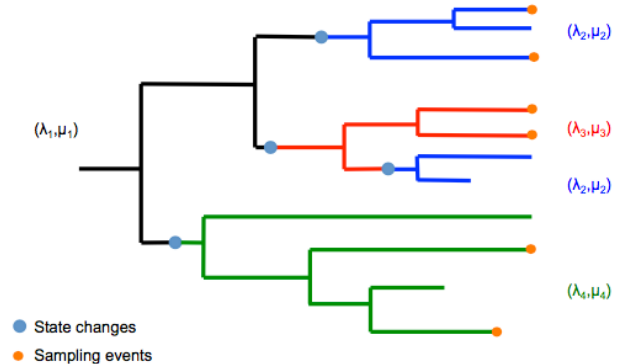 (λ₂,μ₂)
(λ₁,μ₁)
(λ₃,μ₃)
(λ₂,μ₂)
(λ₄,μ₄)
State changes
Sampling events